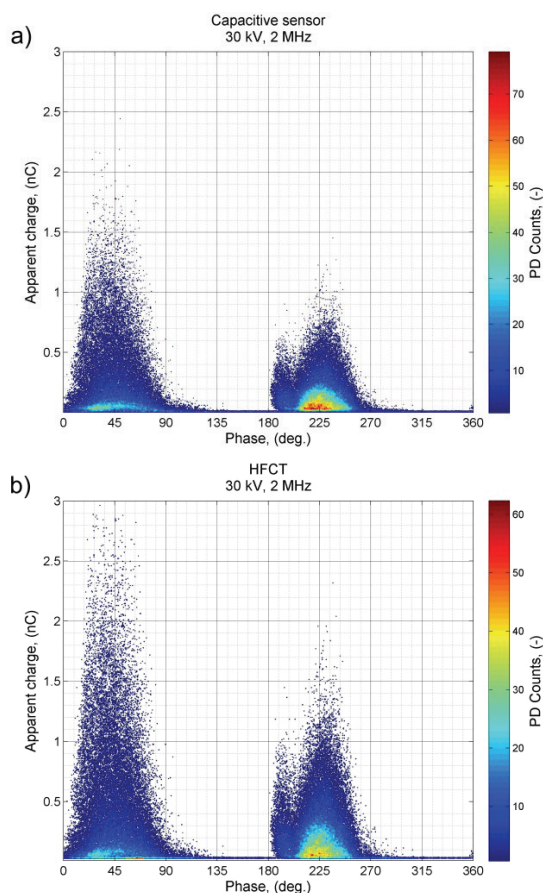 a)
Capacitive sensor
30 kV, 2 MHz
3
2.5
2
1.5
1
0.5
Apparent charge, (nC)
0 45 90 135 180 225 270 315 360
Phase, (deg.)
70
60
50
40
30
20
10
PD Counts, (-)
b)
HFCT
30 kV, 2 MHz
3
2.5
2
1.5
1
0.5
Apparent charge, (nC)
0 45 90 135 180 225 270 315 360
Phase, (deg.)
60
50
40
30
20
10
PD Counts, (-)